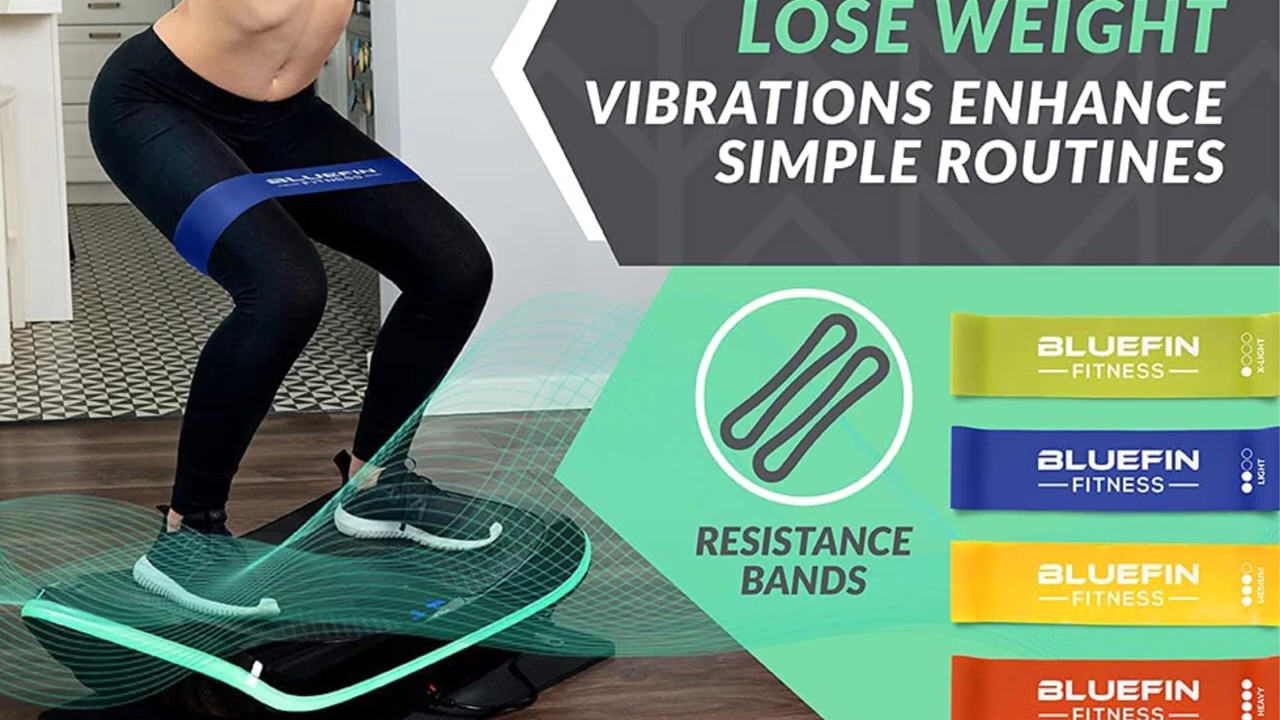 LOSE WEIGHT
VIBRATIONS ENHANCE
SIMPLE ROUTINES
BLUEFIN
FITNESS
RESISTANCE
BANDS
BLUEFIN
FITNESS
X-LIGHT
BLUEFIN
FITNESS
LIGHT
BLUEFIN
FITNESS
MEDIUM
BLUEFIN
FITNESS
HEAVY